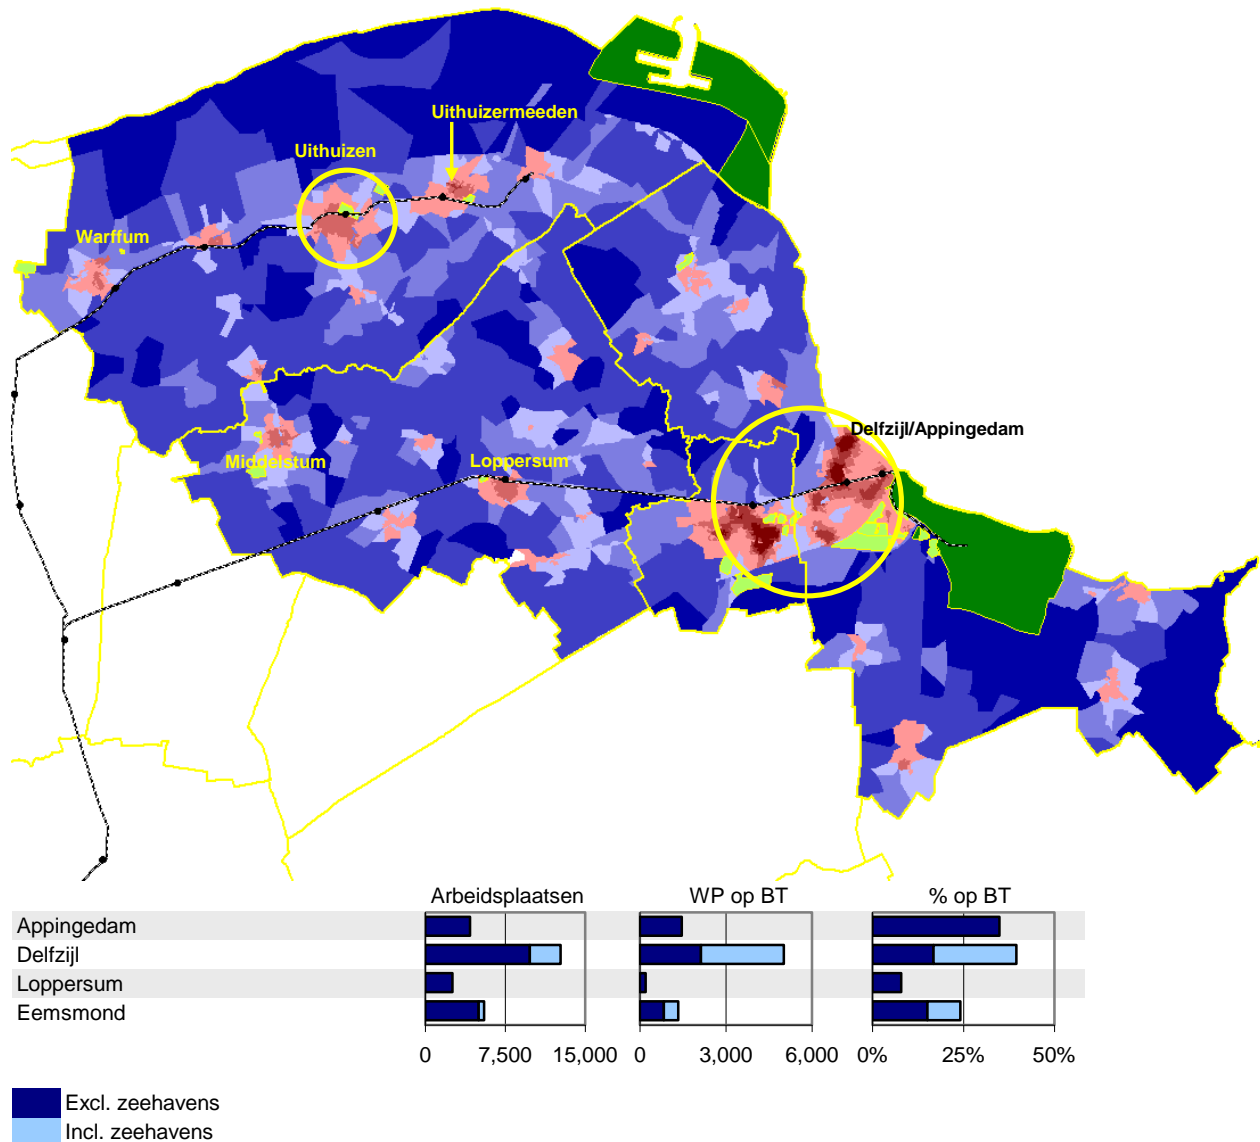 Uithuizermeeden
Uithuizen
Warffum
Delfzijl/Appingedam
Middelstum
Loppersum
Arbeidsplaatsen WP op BT % op BT
Appingedam
Delfzijl
Loppersum
Eemsmond
0 7,500 15,000 0 3,000 6,000 0% 25% 50%
Excl. zeehavens
Incl. zeehavens